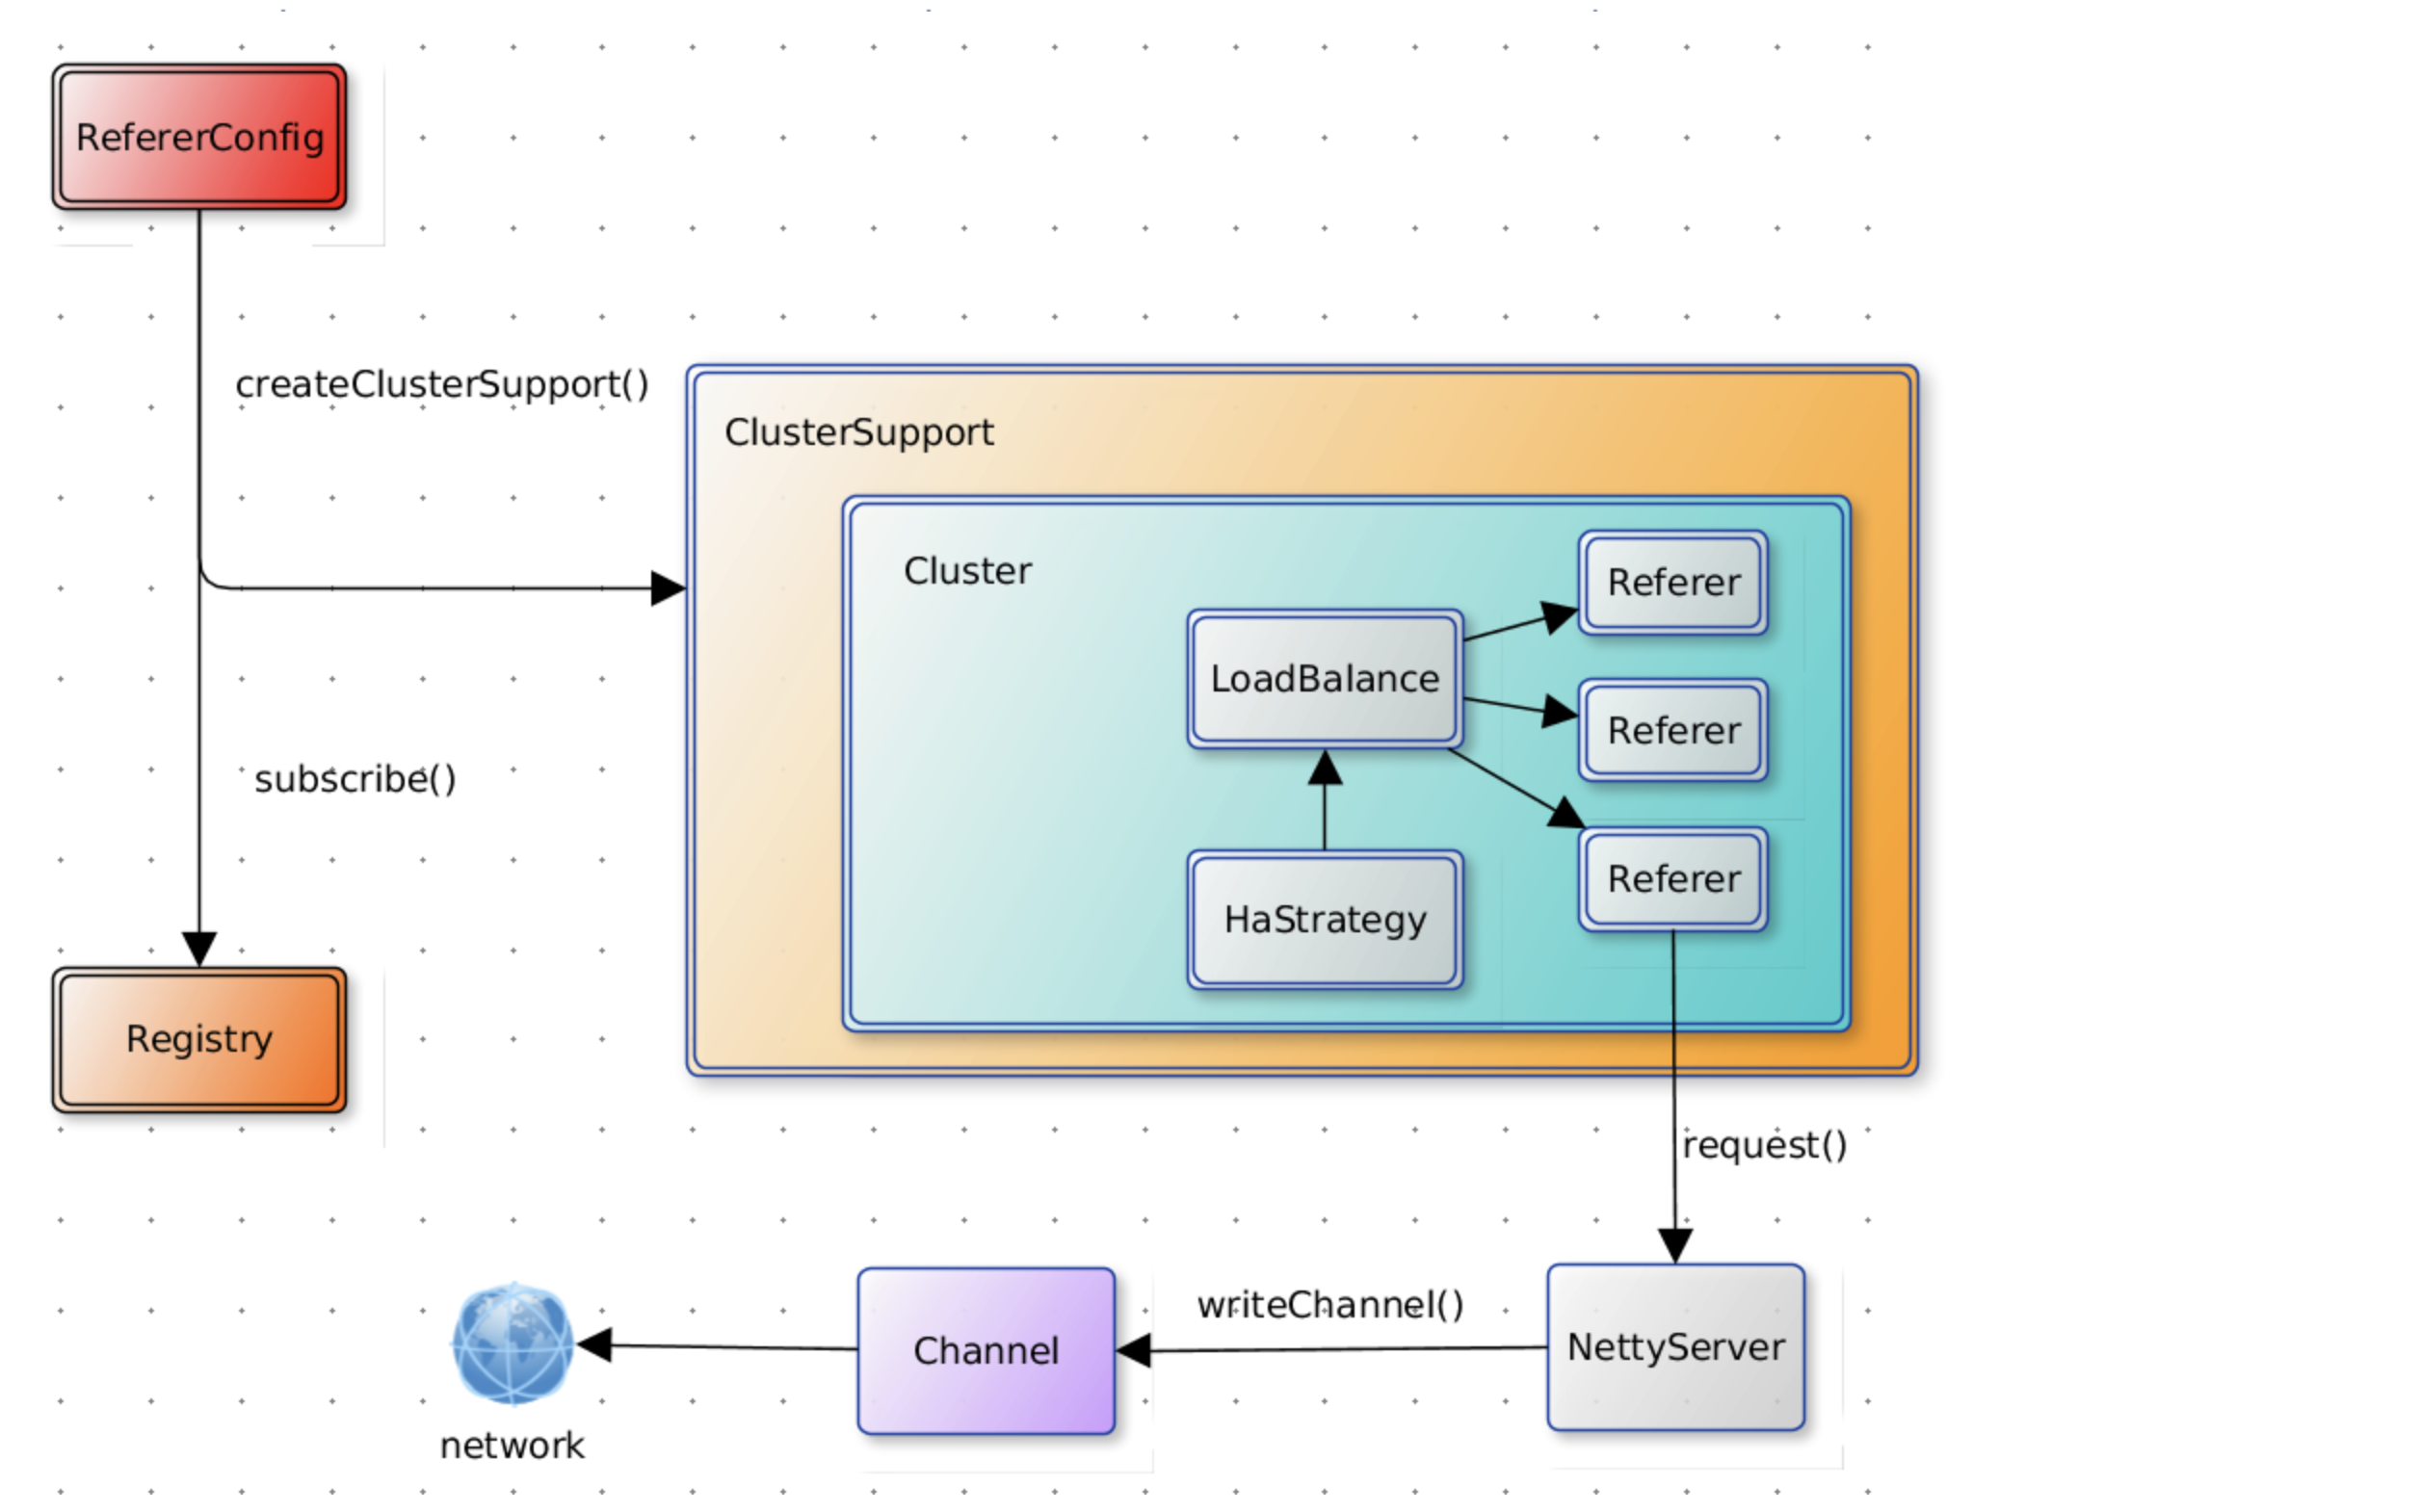 RefererConfig
createClusterSupport()
ClusterSupport
Cluster
Referer
LoadBalance
Referer
subscribe()
Referer
HaStrategy
Registry
request()
writeChannel()
Channel
NettyServer
network